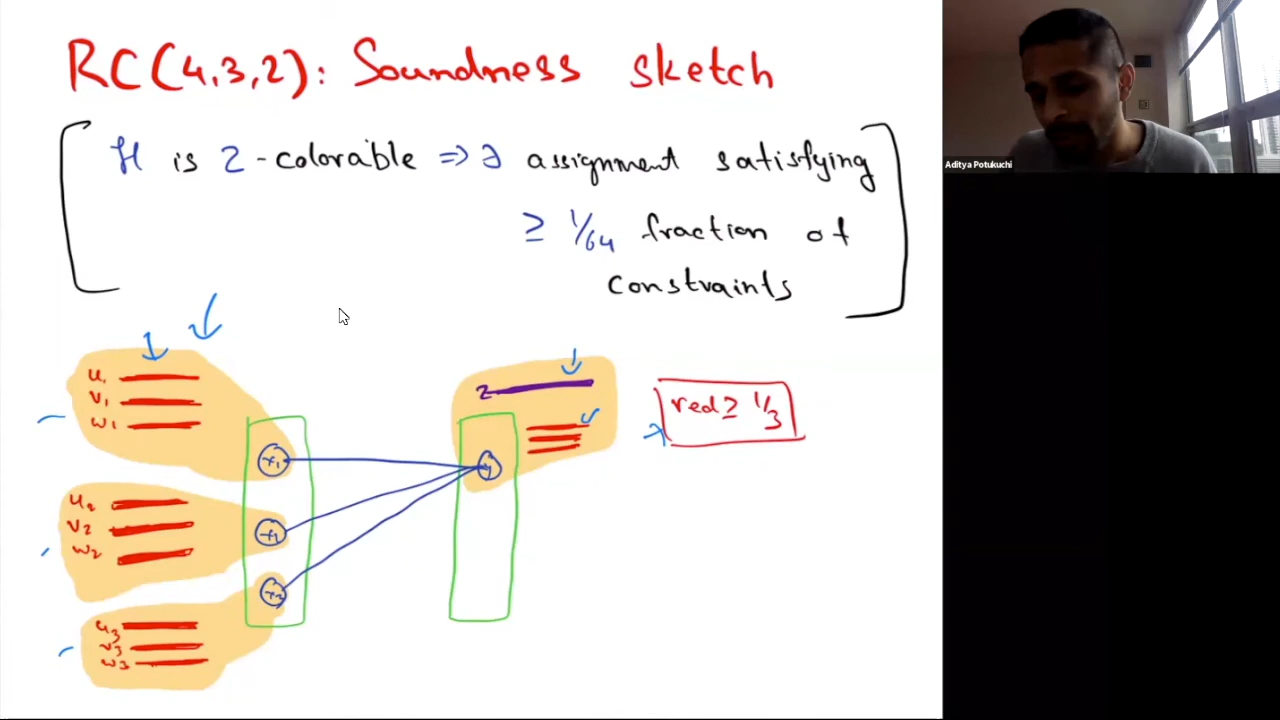 RC(4,3,2): Soundness sketch
H is 2-colorable => ∃ assignment satisfying
≥ 1/64 fraction of
constraints
u1
v1
w1
x1
u2
v2
w2
u3
v3
w3
z
y
red ≥ 1/3
Aditya Potukuchi